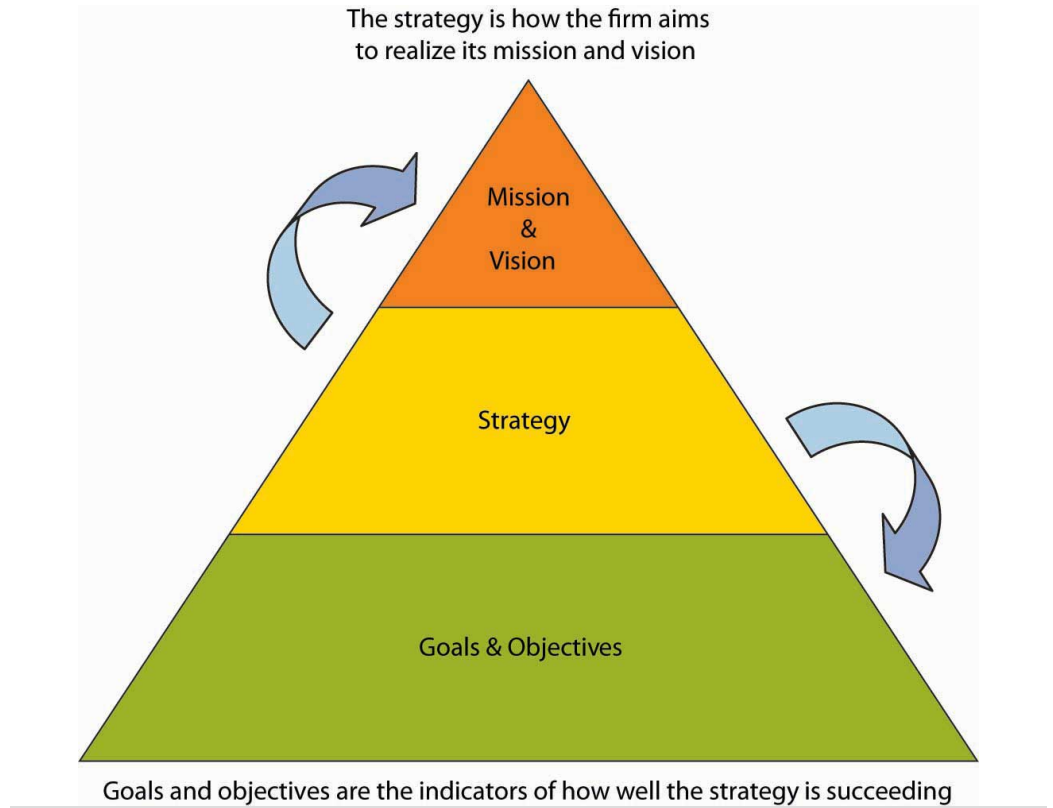 The strategy is how the firm aims
to realize its mission and vision
Mission
&
Vision
Strategy
Goals & Objectives
Goals and objectives are the indicators of how well the strategy is succeeding